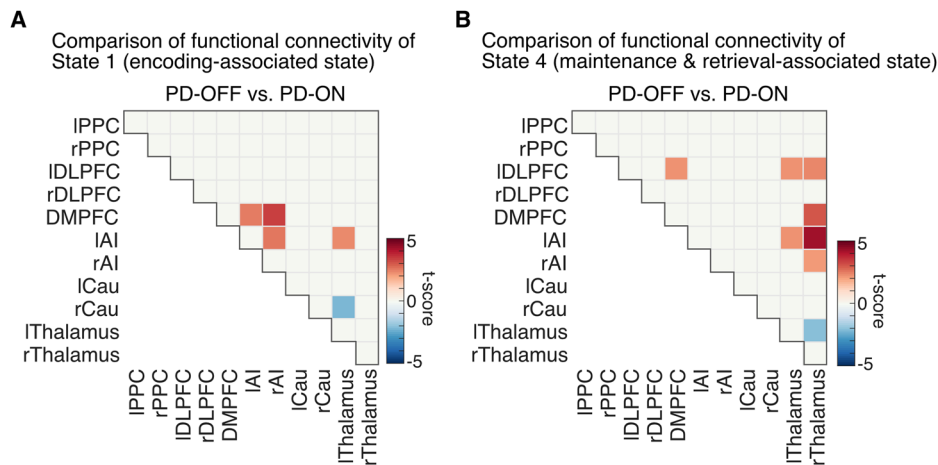 A
Comparison of functional connectivity of
State 1 (encoding-associated state)
PD-OFF vs. PD-ON
lPPC
rPPC
lDLPFC
rDLPFC
DMPFC
lAI
rAI
lCau
rCau
lThalamus
rThalamus
lPPC
rPPC
lDLPFC
rDLPFC
DMPFC
lAI
rAI
lCau
rCau
lThalamus
rThalamus
5
0
-5
t-score
B
Comparison of functional connectivity of
State 4 (maintenance & retrieval-associated state)
PD-OFF vs. PD-ON
lPPC
rPPC
lDLPFC
rDLPFC
DMPFC
lAI
rAI
lCau
rCau
lThalamus
rThalamus
lPPC
rPPC
lDLPFC
rDLPFC
DMPFC
lAI
rAI
lCau
rCau
lThalamus
rThalamus
5
0
-5
t-score